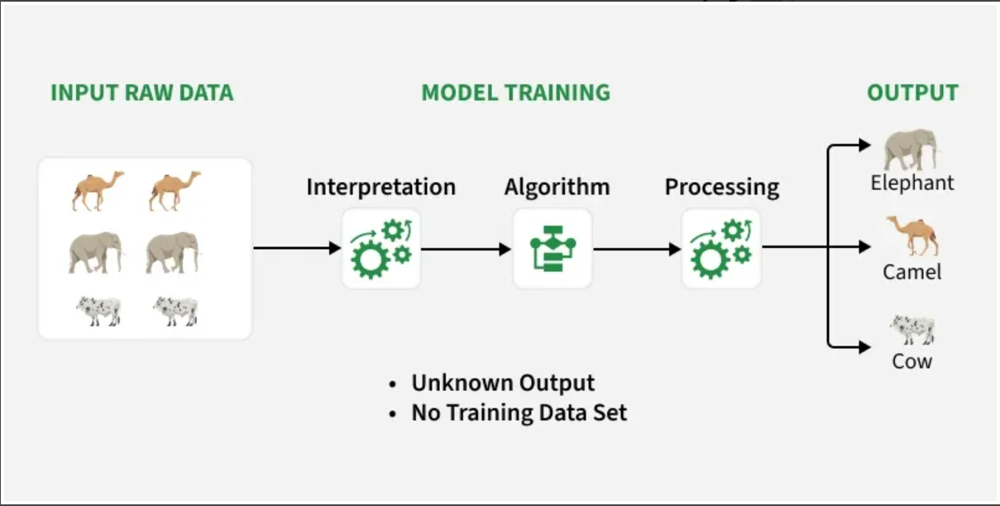 INPUT RAW DATA
MODEL TRAINING
OUTPUT
Interpretation
Algorithm
Processing
Elephant
Camel
Cow
• Unknown Output
• No Training Data Set